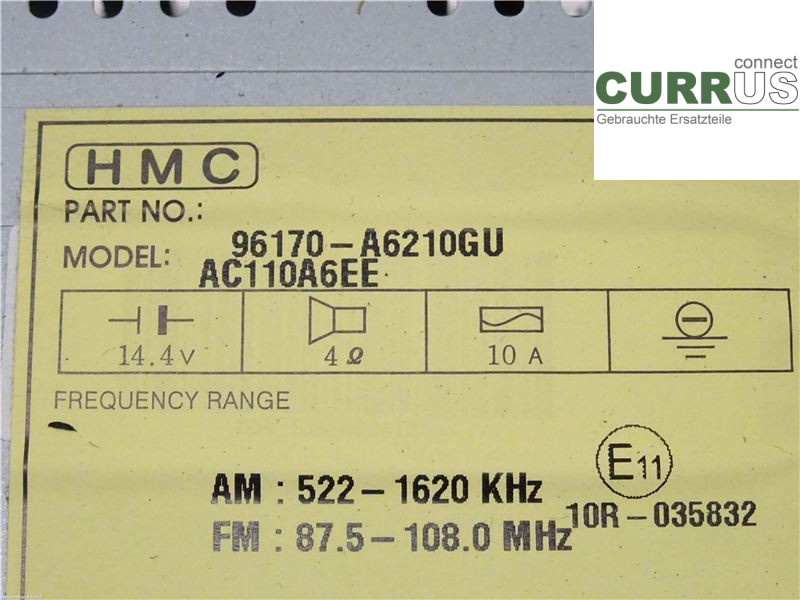 connect
CURRUS
Gebrauchte Ersatzteile
HMC
PART NO.:
96170-A6210GU
MODEL: AC110A6EE
14.4V 4Ω 10 A
FREQUENCY RANGE
E11
AM : 522-1620 KHz
10R-035832
FM : 87.5-108.0 MHz